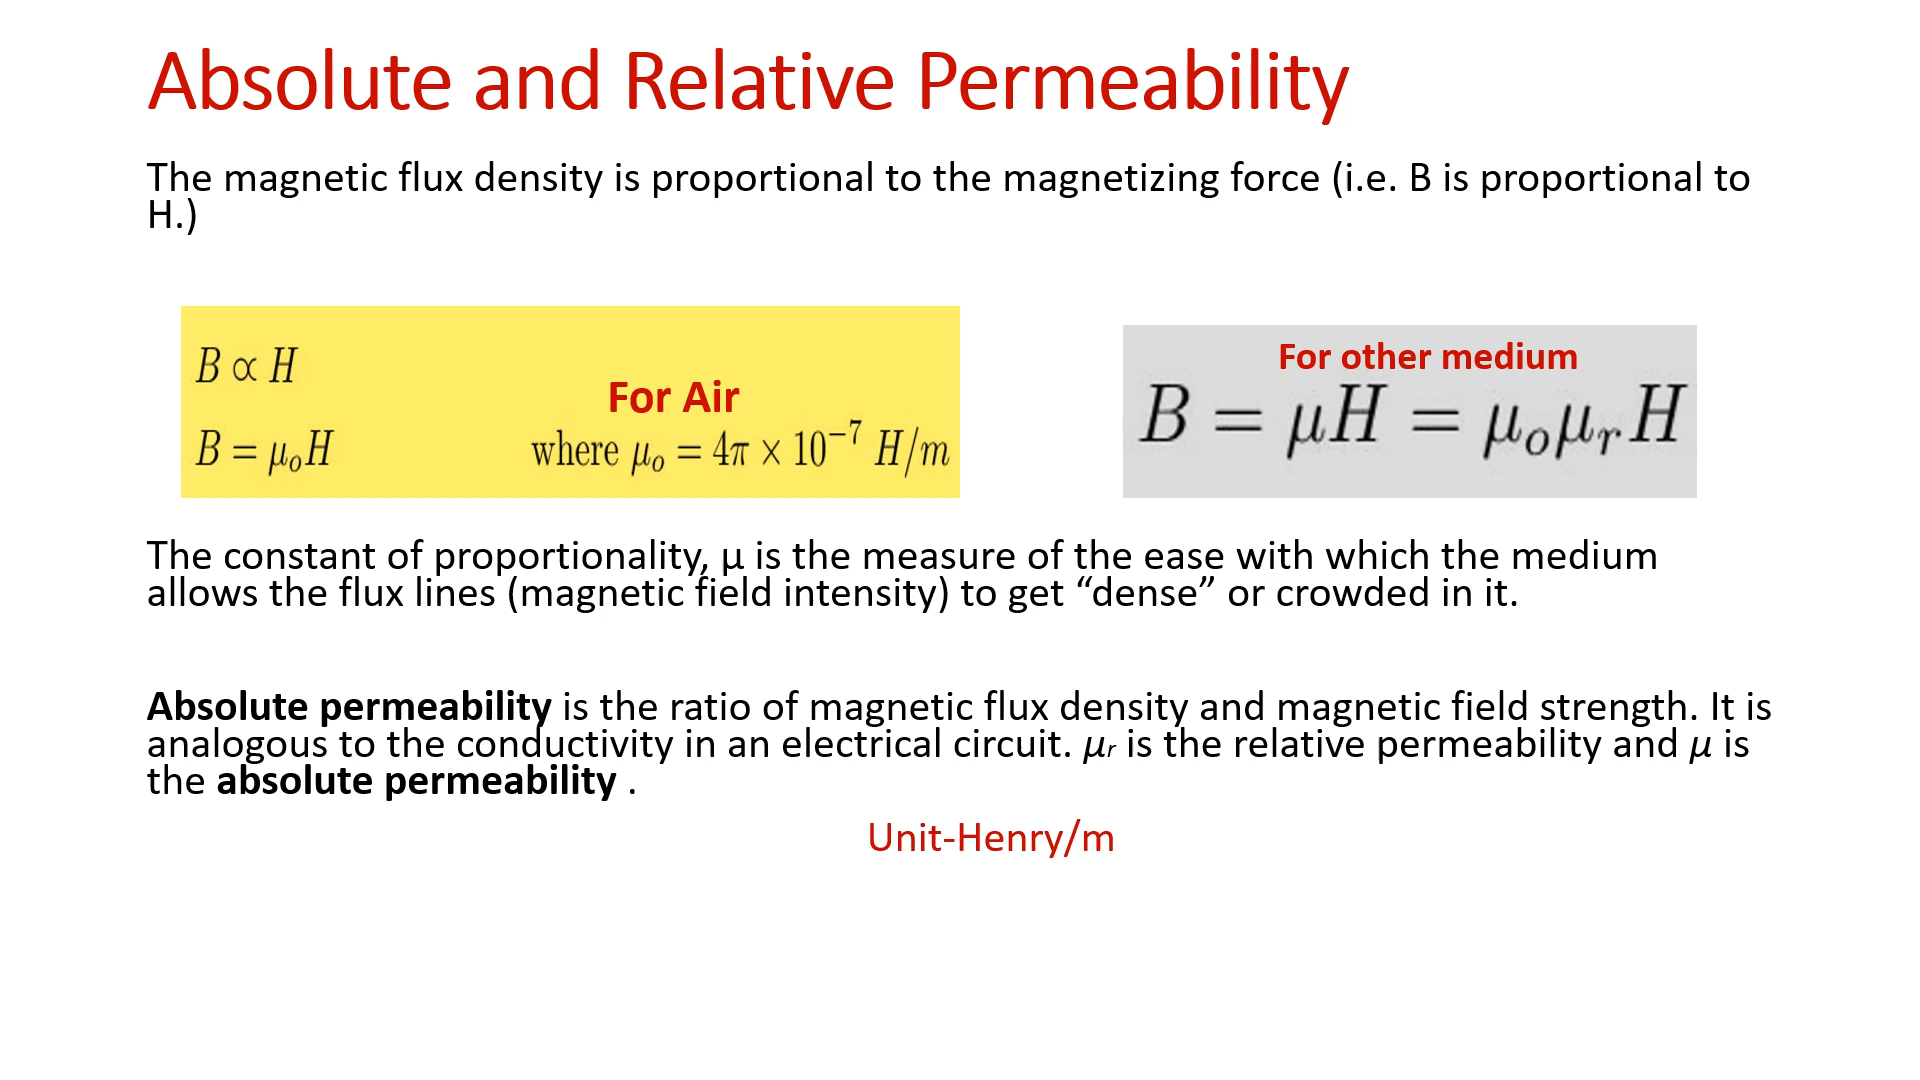 Absolute and Relative Permeability
The magnetic flux density is proportional to the magnetizing force (i.e. B is proportional to
H.)
B ∝ H
For Air
B = μₒH where μₒ = 4π × 10⁻⁷ H/m
For other medium
B = μH = μₒμᵣH
The constant of proportionality, μ is the measure of the ease with which the medium
allows the flux lines (magnetic field intensity) to get “dense” or crowded in it.
Absolute permeability is the ratio of magnetic flux density and magnetic field strength. It is
analogous to the conductivity in an electrical circuit. μr is the relative permeability and μ is
the absolute permeability .
Unit-Henry/m